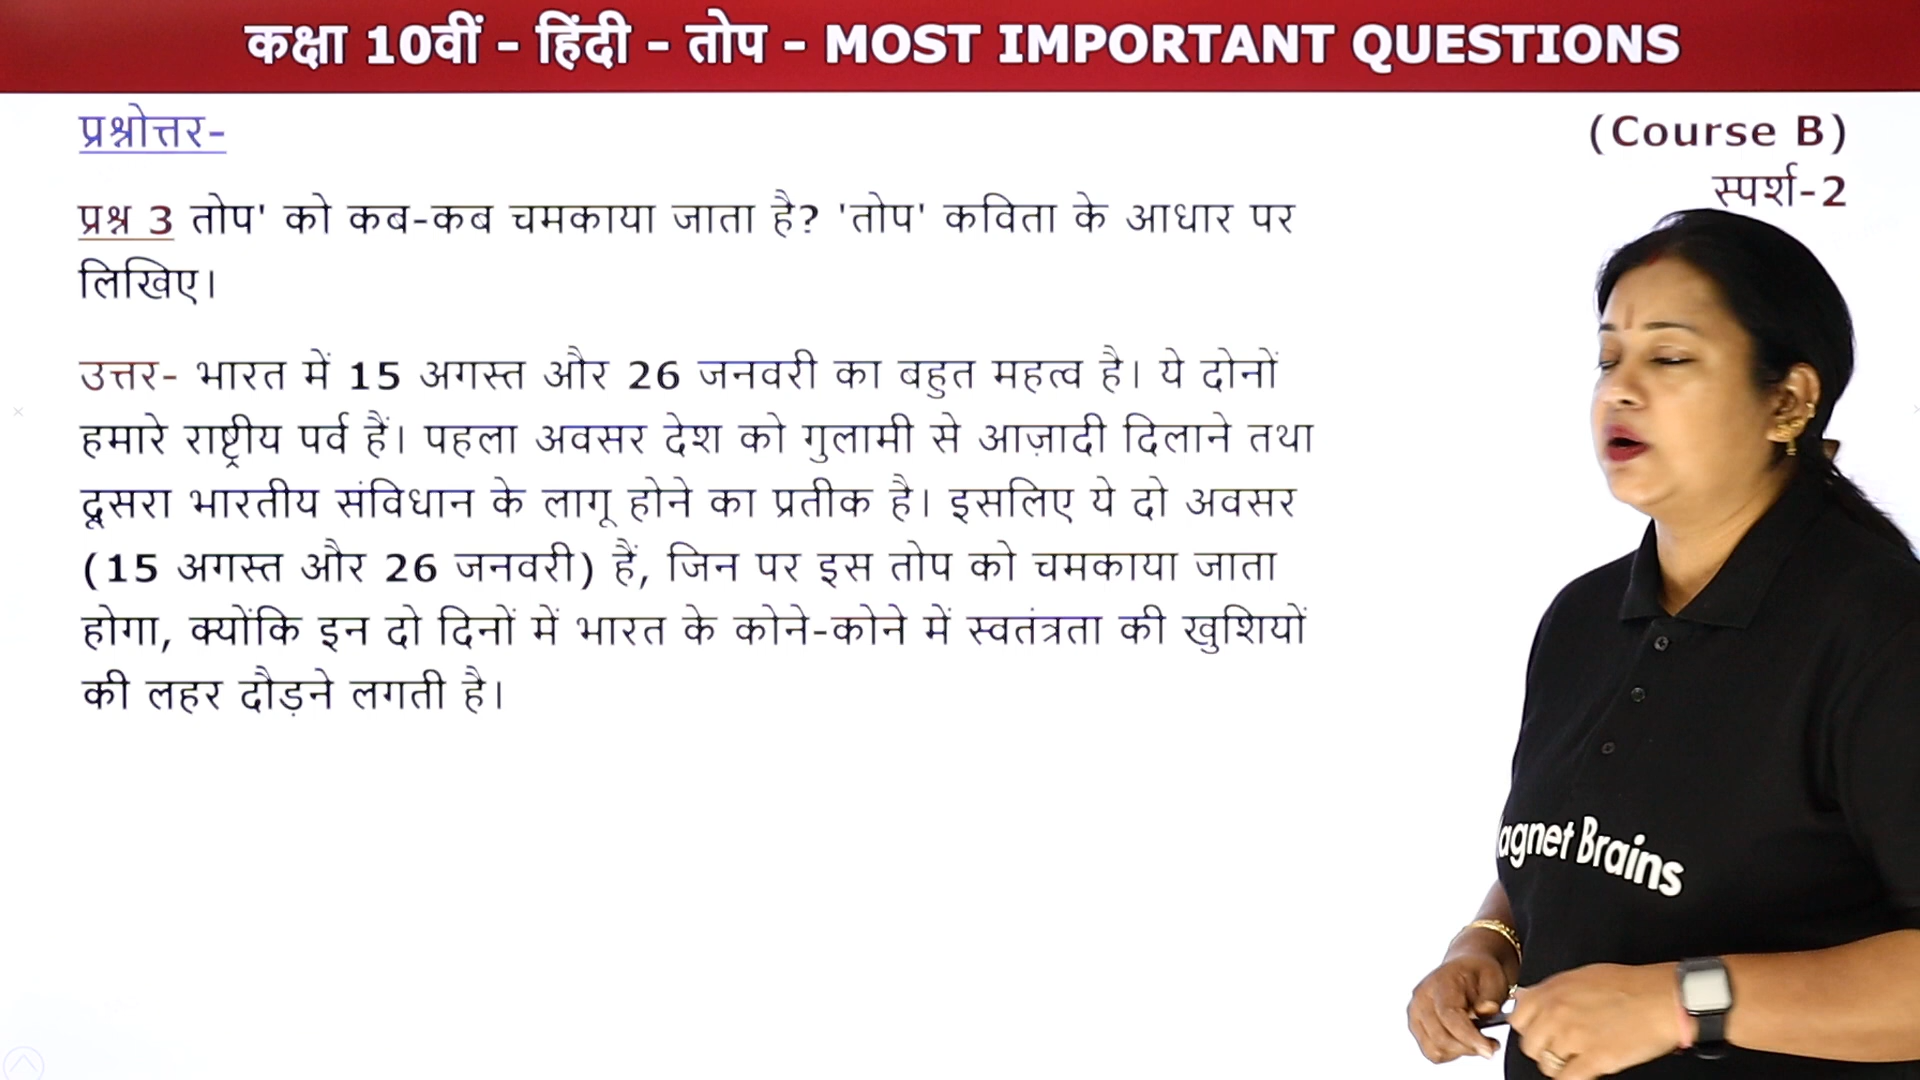 कक्षा 10वीं - हिंदी - तोप - MOST IMPORTANT QUESTIONS
प्रश्नोत्तर-
(Course B)
स्पर्श-2
प्रश्न 3 तोप' को कब-कब चमकाया जाता है? 'तोप' कविता के आधार पर
लिखिए।
उत्तर- भारत में 15 अगस्त और 26 जनवरी का बहुत महत्व है। ये दोनों
हमारे राष्ट्रीय पर्व हैं। पहला अवसर देश को गुलामी से आज़ादी दिलाने तथा
दूसरा भारतीय संविधान के लागू होने का प्रतीक है। इसलिए ये दो अवसर
(15 अगस्त और 26 जनवरी) हैं, जिन पर इस तोप को चमकाया जाता
होगा, क्योंकि इन दो दिनों में भारत के कोने-कोने में स्वतंत्रता की खुशियों
की लहर दौड़ने लगती है।
agnet Brains